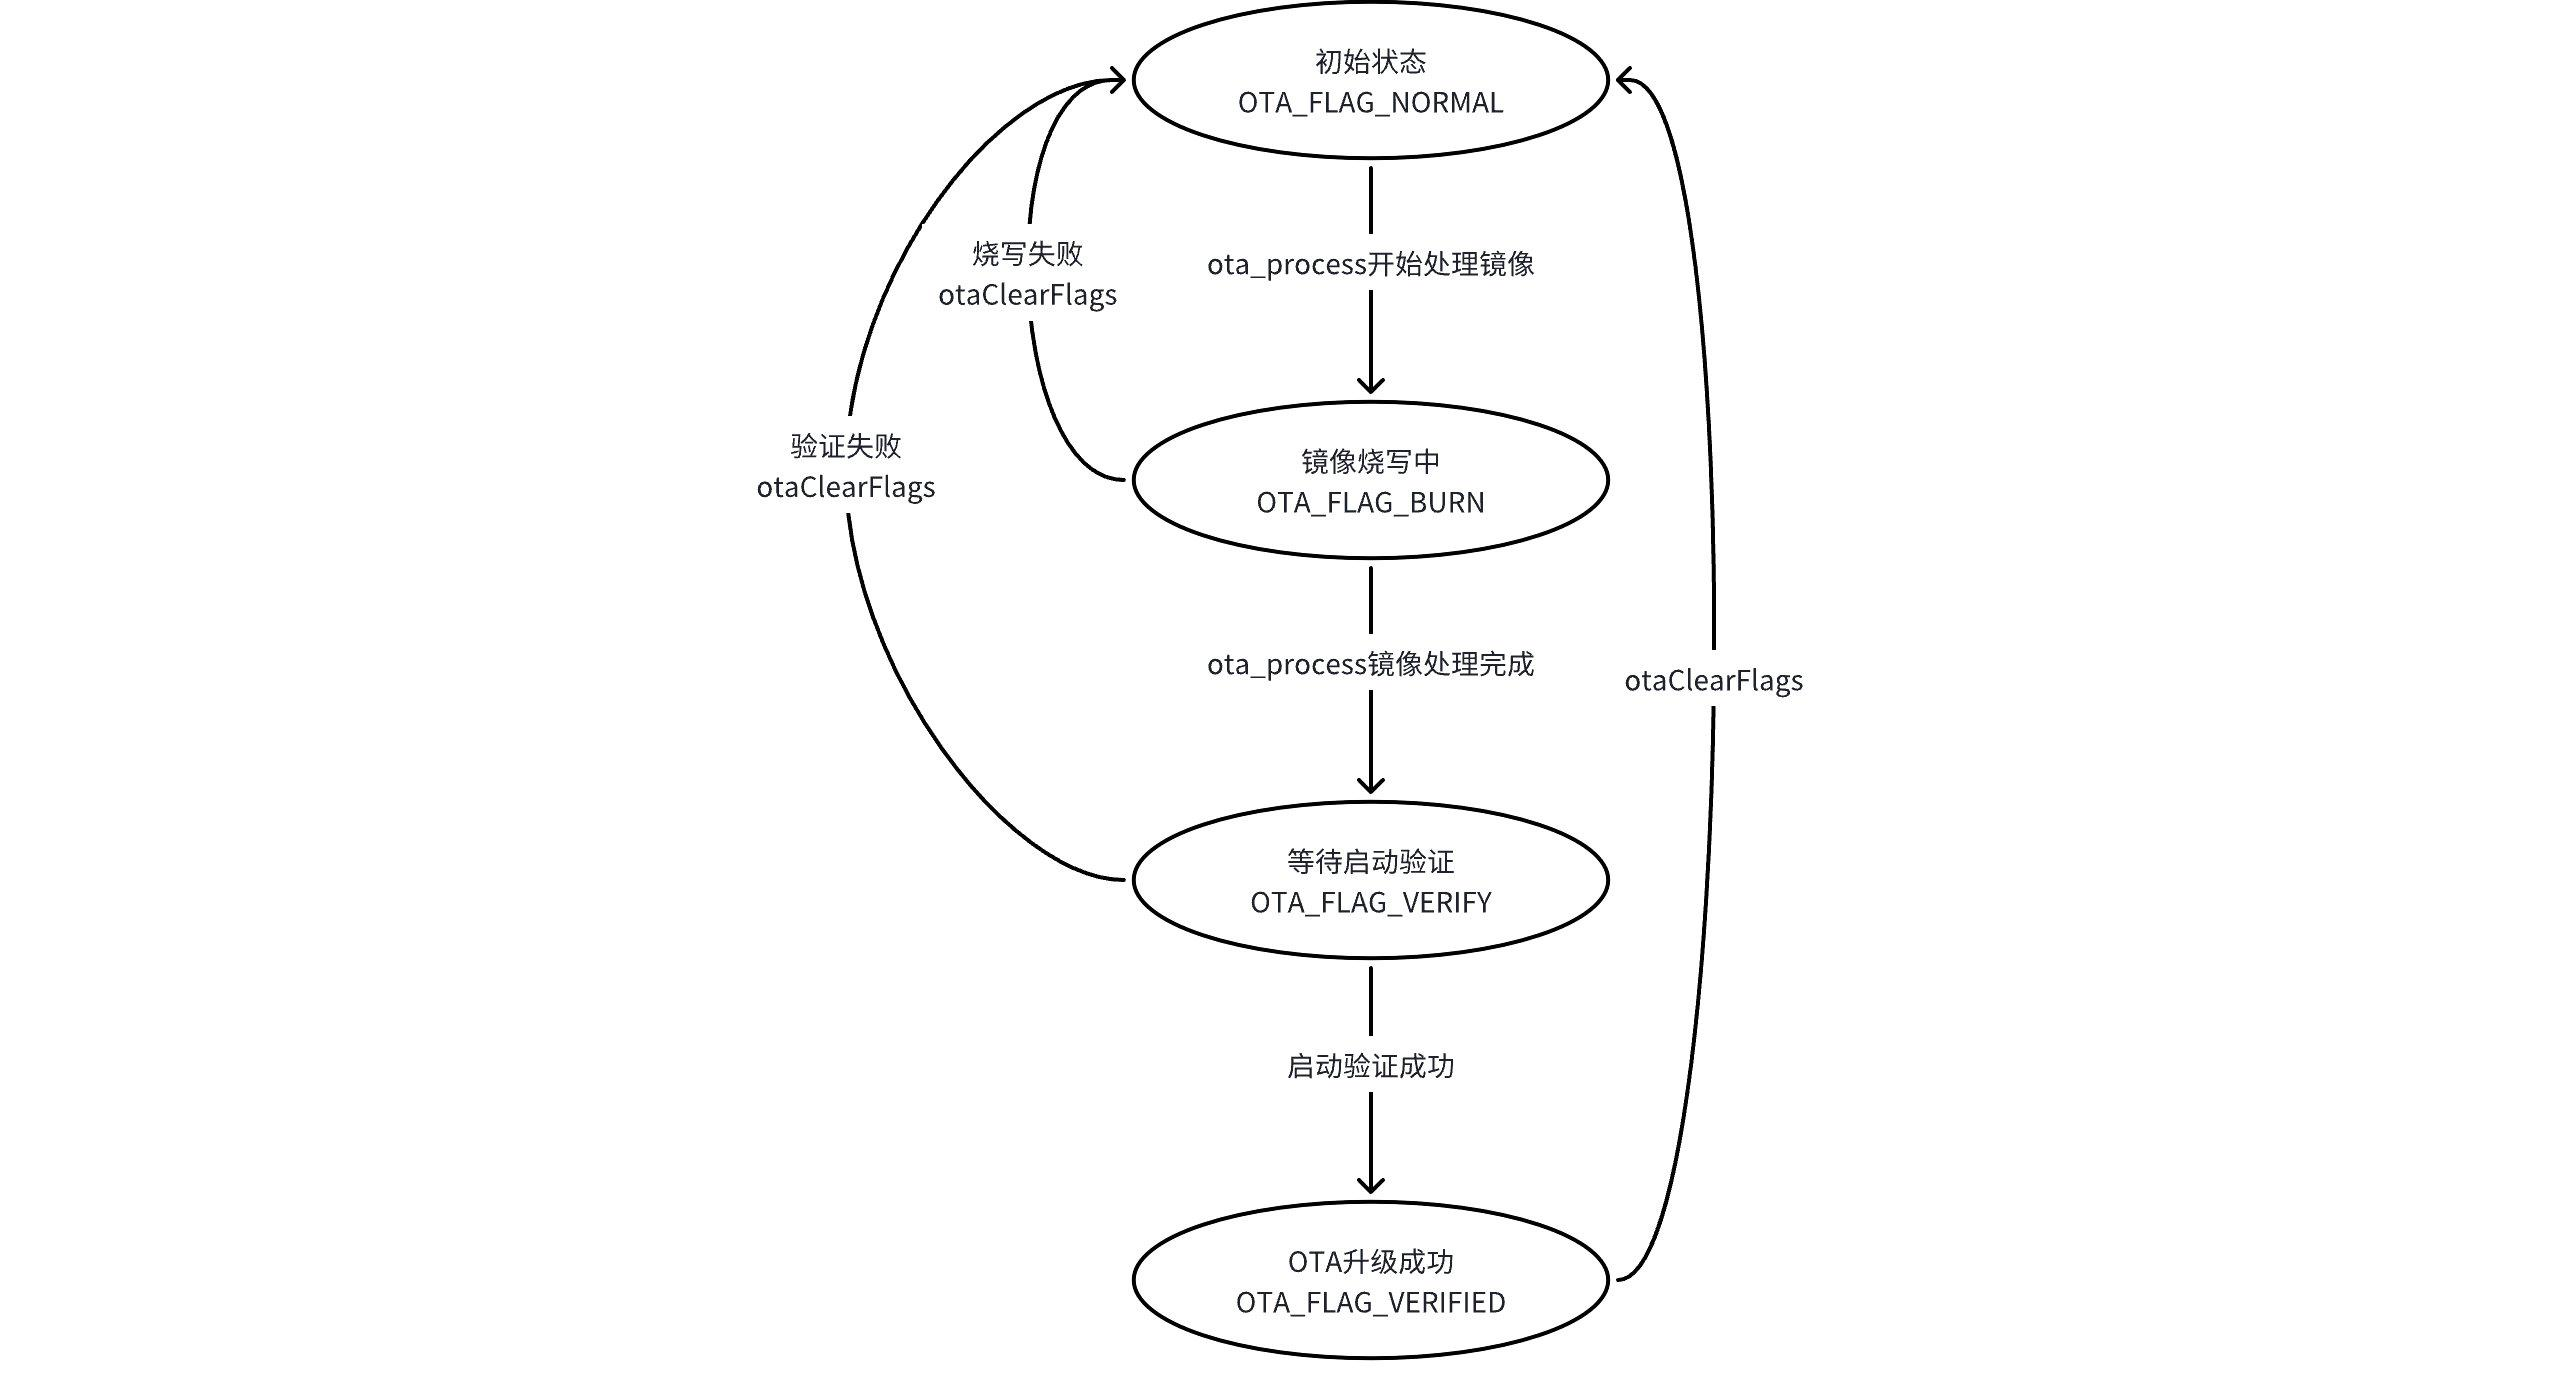 初始状态
OTA_FLAG_NORMAL
烧写失败
otaClearFlags
ota_process开始处理镜像
验证失败
otaClearFlags
镜像烧写中
OTA_FLAG_BURN
ota_process镜像处理完成
otaClearFlags
等待启动验证
OTA_FLAG_VERIFY
启动验证成功
OTA升级成功
OTA_FLAG_VERIFIED